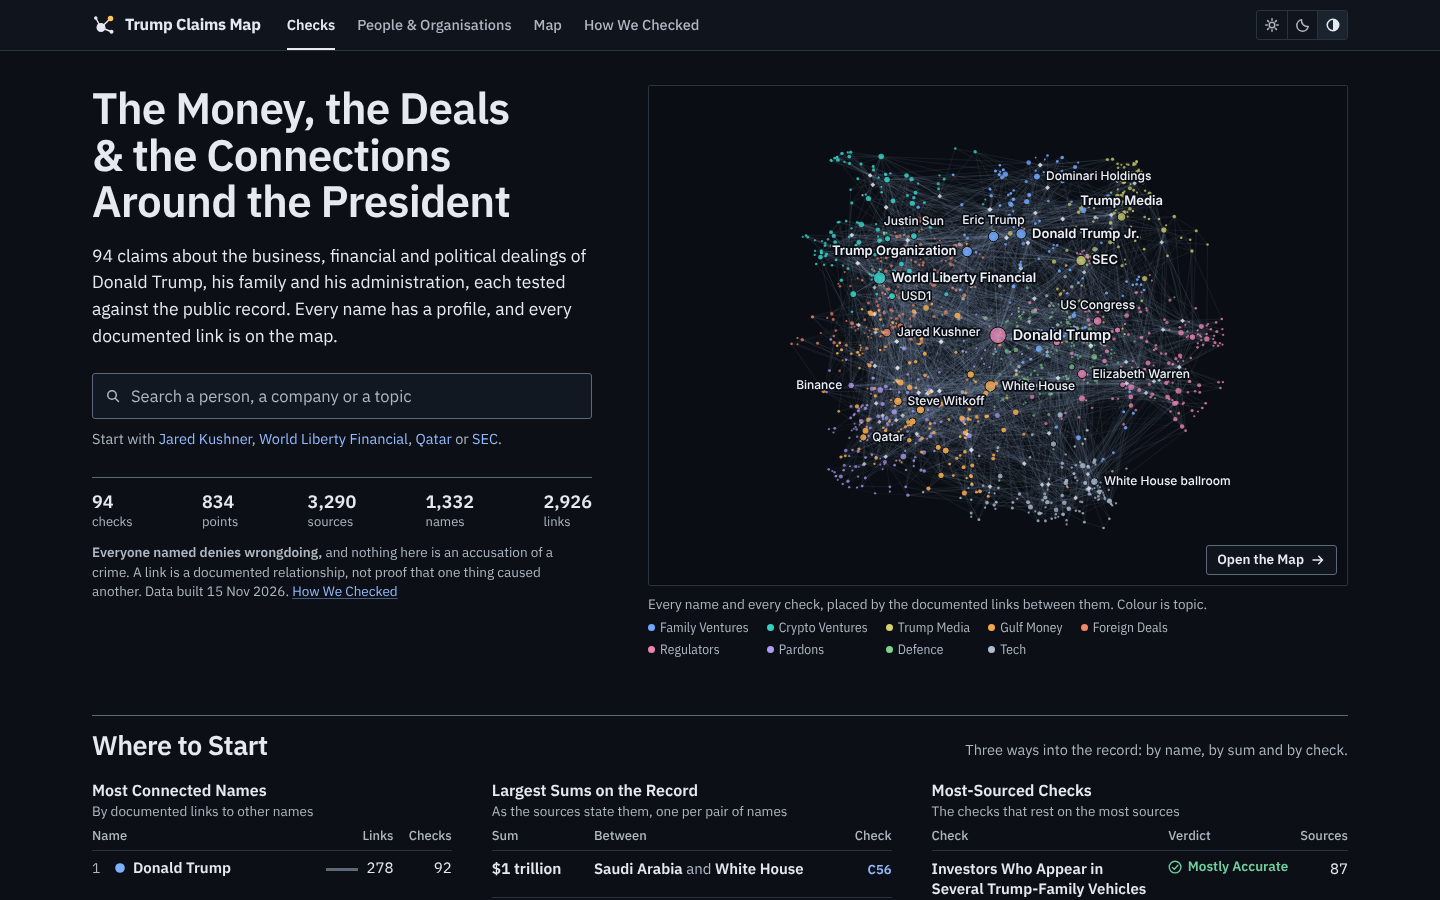 Trump Claims Map
Checks
People & Organisations
Map
How We Checked
The Money, the Deals
& the Connections
Around the President
94 claims about the business, financial and political dealings of
Donald Trump, his family and his administration, each tested
against the public record. Every name has a profile, and every
documented link is on the map.
Search a person, a company or a topic
Start with Jared Kushner, World Liberty Financial, Qatar or SEC.
94
checks
834
points
3,290
sources
1,332
names
2,926
links
Everyone named denies wrongdoing, and nothing here is an accusation of a
crime. A link is a documented relationship, not proof that one thing caused
another. Data built 15 Nov 2026. How We Checked
Dominari Holdings
Trump Media
Justin Sun
Eric Trump
Donald Trump Jr.
Trump Organization
SEC
World Liberty Financial
USD1
US Congress
Jared Kushner
Donald Trump
Elizabeth Warren
Binance
White House
Steve Witkoff
Qatar
White House ballroom
Open the Map →
Every name and every check, placed by the documented links between them. Colour is topic.
Family Ventures
Crypto Ventures
Trump Media
Gulf Money
Foreign Deals
Regulators
Pardons
Defence
Tech
Where to Start
Three ways into the record: by name, by sum and by check.
Most Connected Names
By documented links to other names
Name Links Checks
1 Donald Trump 278 92
Largest Sums on the Record
As the sources state them, one per pair of names
Sum Between Check
$1 trillion Saudi Arabia and White House C56
Most-Sourced Checks
The checks that rest on the most sources
Check Verdict Sources
Investors Who Appear in Mostly Accurate 87
Several Trump-Family Vehicles